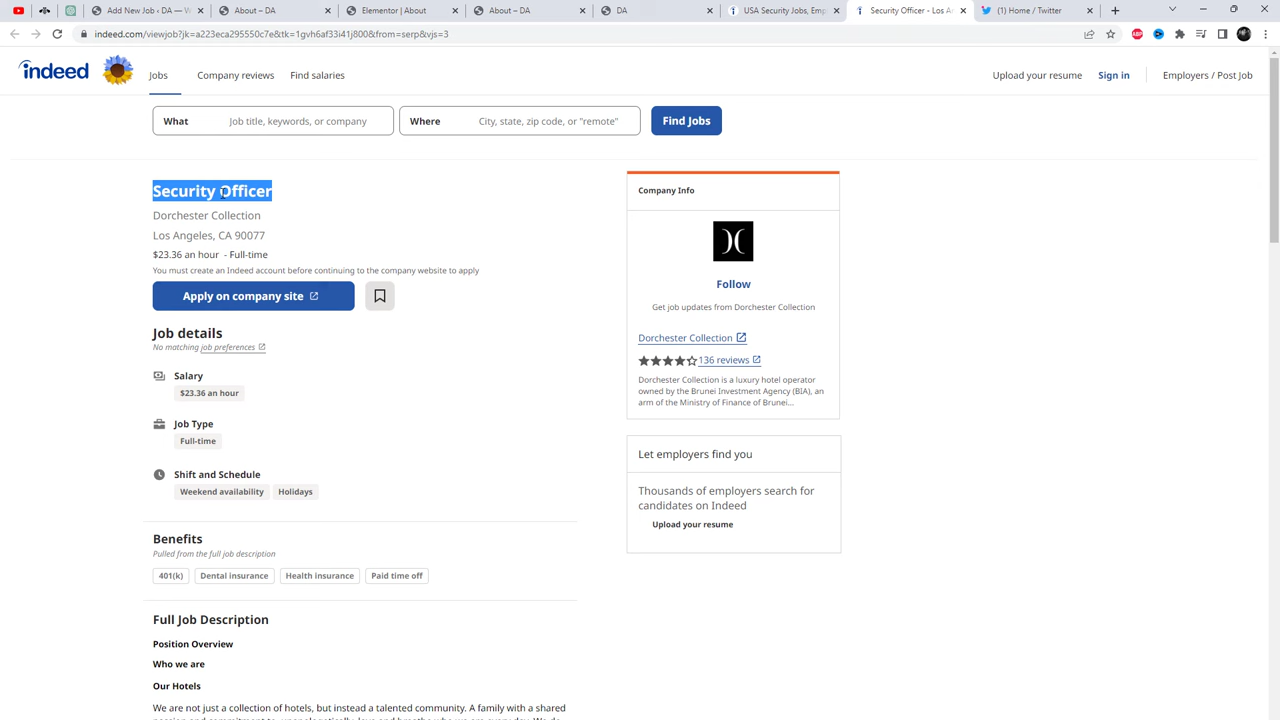 Add New Job ‹ DA — W
About – DA
Elementor | About
About – DA
DA
USA Security Jobs, Emp
Security Officer - Los An
(1) Home / Twitter
indeed.com/viewjob?jk=a223eca295550c7e&tk=1gvh6af33i41j800&from=serp&vjs=3
indeed
Jobs
Company reviews
Find salaries
Upload your resume
Sign in
Employers / Post Job
What
Job title, keywords, or company
Where
City, state, zip code, or "remote"
Find Jobs
Security Officer
Dorchester Collection
Los Angeles, CA 90077
$23.36 an hour - Full-time
You must create an Indeed account before continuing to the company website to apply
Apply on company site
Job details
No matching job preferences
Salary
$23.36 an hour
Job Type
Full-time
Shift and Schedule
Weekend availability
Holidays
Benefits
Pulled from the full job description
401(k)
Dental insurance
Health insurance
Paid time off
Full Job Description
Position Overview
Who we are
Our Hotels
We are not just a collection of hotels, but instead a talented community. A family with a shared
Company Info
Follow
Get job updates from Dorchester Collection
Dorchester Collection
136 reviews
Dorchester Collection is a luxury hotel operator
owned by the Brunei Investment Agency (BIA), an
arm of the Ministry of Finance of Brunei...
Let employers find you
Thousands of employers search for
candidates on Indeed
Upload your resume